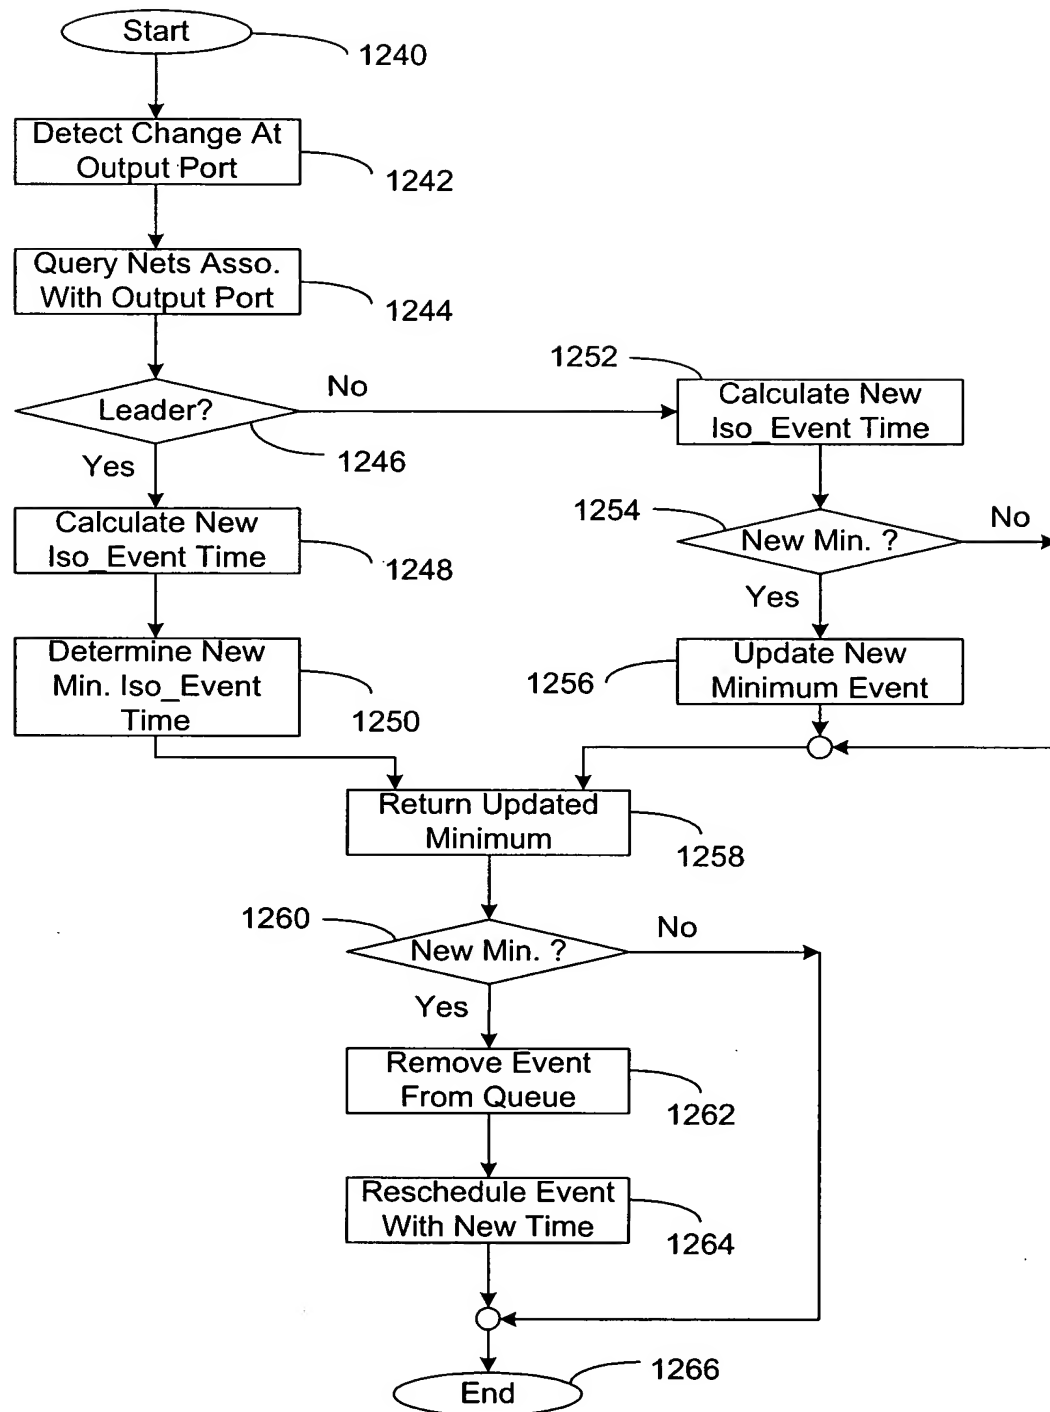 Start
1240
Detect Change At
Output Port
1242
Query Nets Asso.
With Output Port
1244
Leader?
No
1246
Yes
1252
Calculate New
Iso_Event Time
1254
New Min. ?
No
Yes
Calculate New
Iso_Event Time
1248
Determine New
Min. Iso_Event
Time
1250
1256
Update New
Minimum Event
Return Updated
Minimum
1258
1260
New Min. ?
No
Yes
Remove Event
From Queue
1262
Reschedule Event
With New Time
1264
End
1266